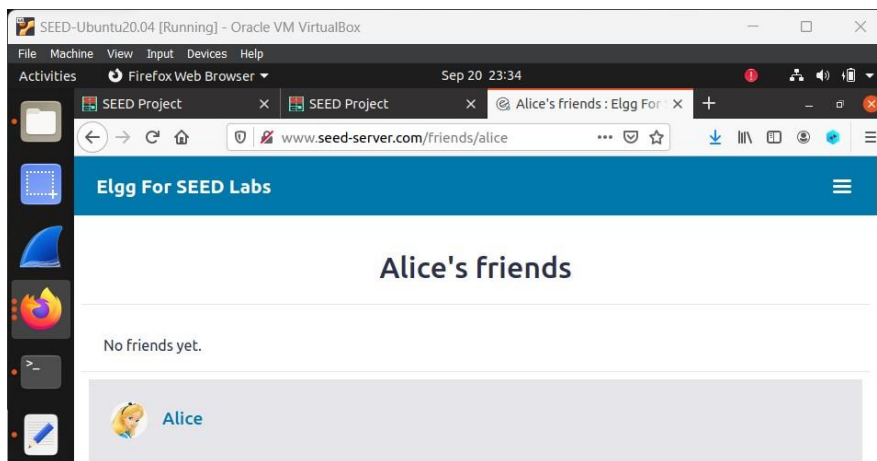 SEED-Ubuntu20.04 [Running] - Oracle VM VirtualBox
File Machine View Input Devices Help
Activities Firefox Web Browser Sep 20 23:34
SEED Project SEED Project Alice's friends : Elgg For
www.seed-server.com/friends/alice
Elgg For SEED Labs
Alice's friends
No friends yet.
Alice